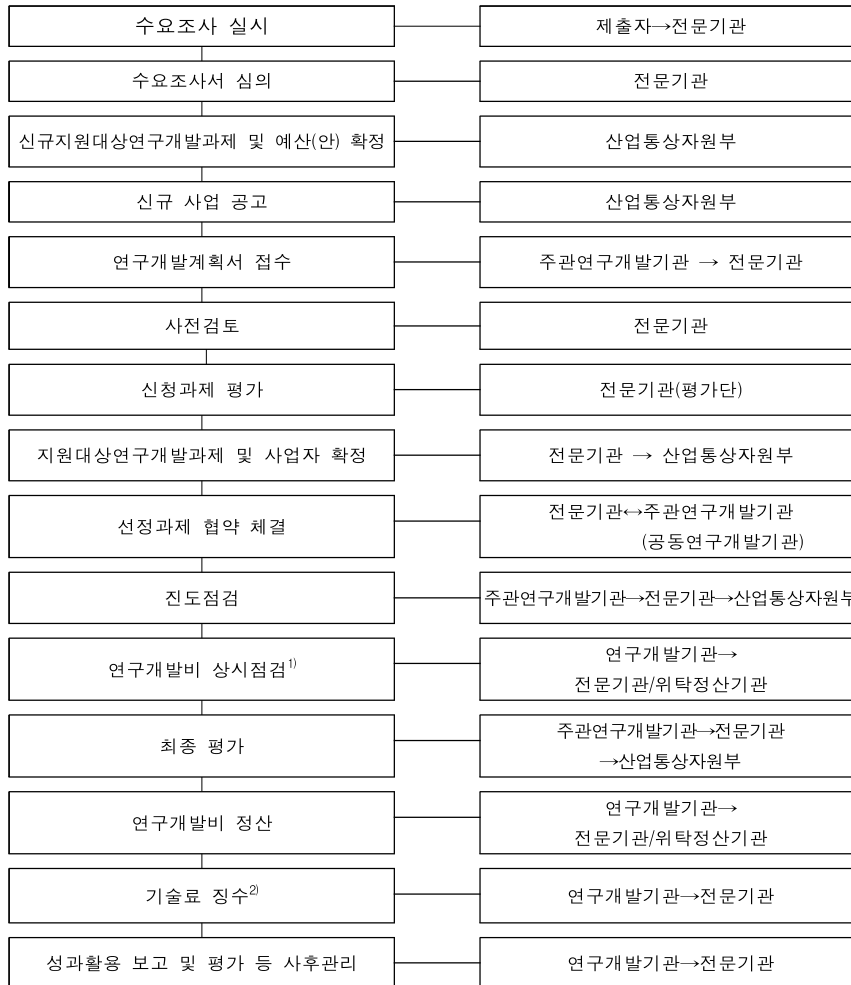 수요조사 실시
제출자→전문기관
수요조사서 심의
전문기관
신규지원대상연구개발과제 및 예산(안) 확정
산업통상자원부
신규 사업 공고
산업통상자원부
연구개발계획서 접수
주관연구개발기관 → 전문기관
사전검토
전문기관
신청과제 평가
전문기관(평가단)
지원대상연구개발과제 및 사업자 확정
전문기관 → 산업통상자원부
선정과제 협약 체결
전문기관↔주관연구개발기관
(공동연구개발기관)
진도점검
주관연구개발기관→전문기관→산업통상자원부
연구개발비 상시점검1)
연구개발기관→
전문기관/위탁정산기관
최종 평가
주관연구개발기관→전문기관
→산업통상자원부
연구개발비 정산
연구개발기관→
전문기관/위탁정산기관
기술료 징수2)
연구개발기관→전문기관
성과활용 보고 및 평가 등 사후관리
연구개발기관→전문기관